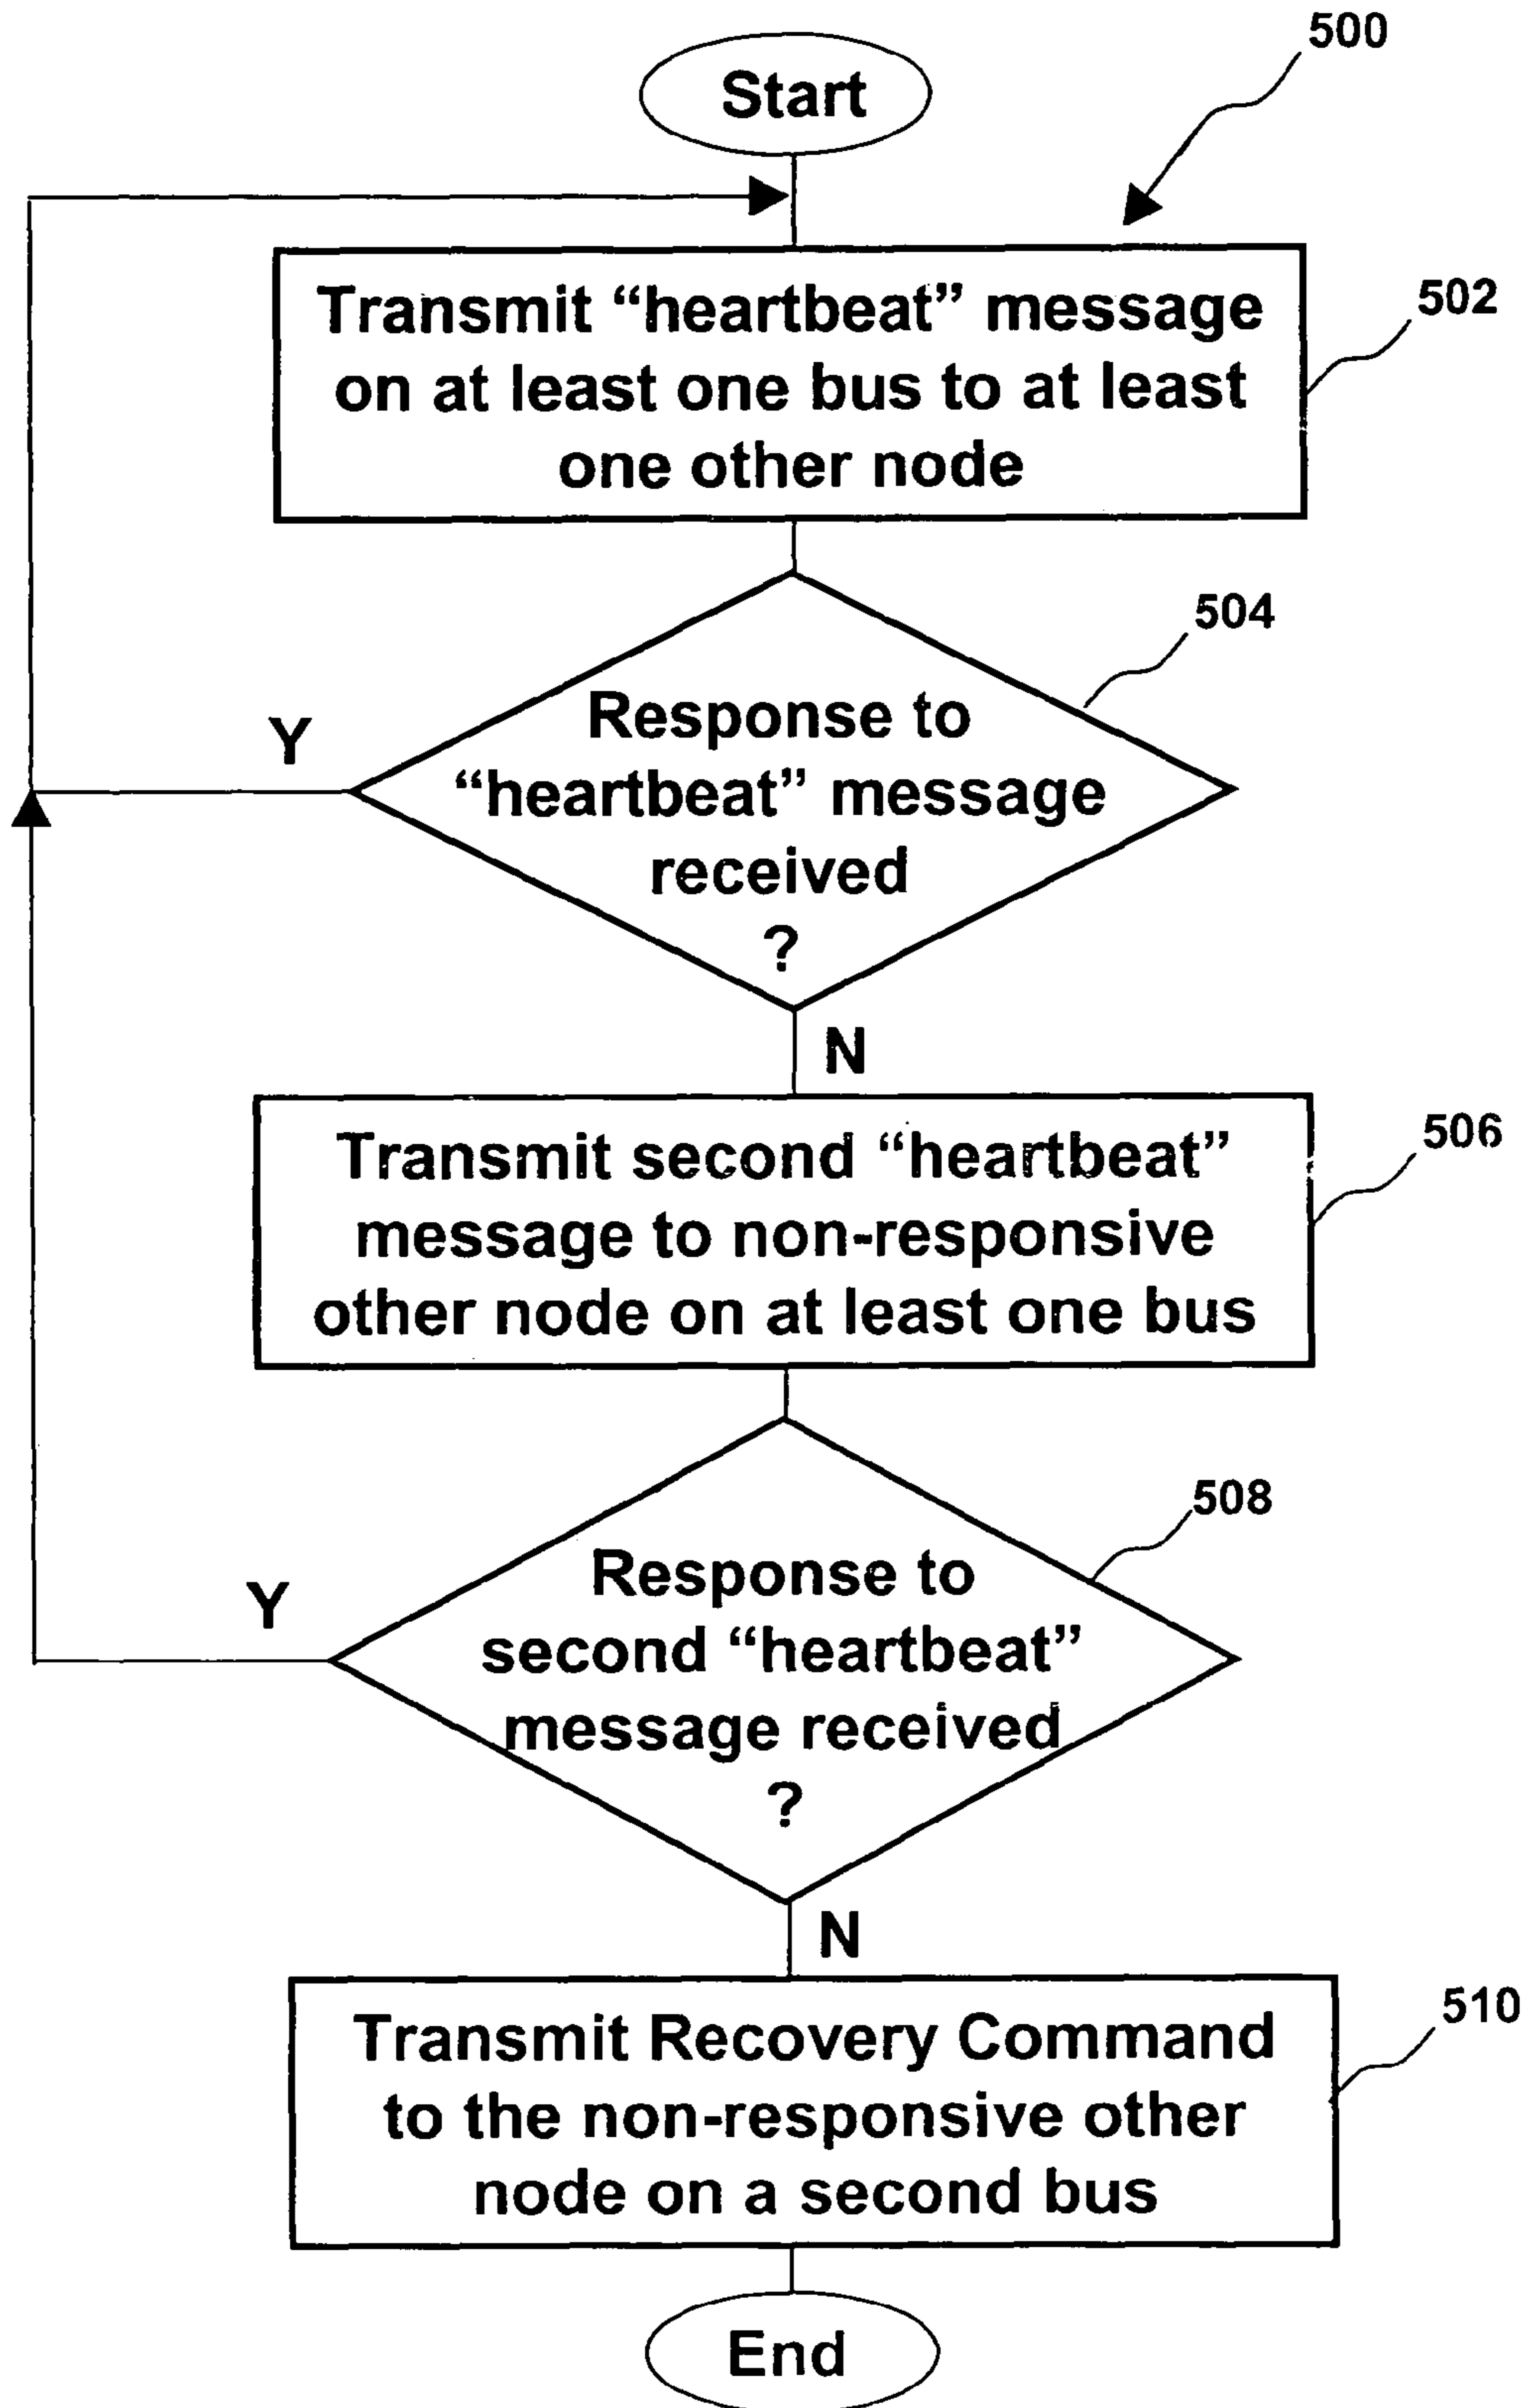 500
Start
Transmit “heartbeat” message
on at least one bus to at least
one other node
502
504
Response to
“heartbeat” message
received
?
Y
N
Transmit second “heartbeat”
message to non-responsive
other node on at least one bus
506
508
Response to
second “heartbeat”
message received
?
Y
N
Transmit Recovery Command
to the non-responsive other
node on a second bus
510
End